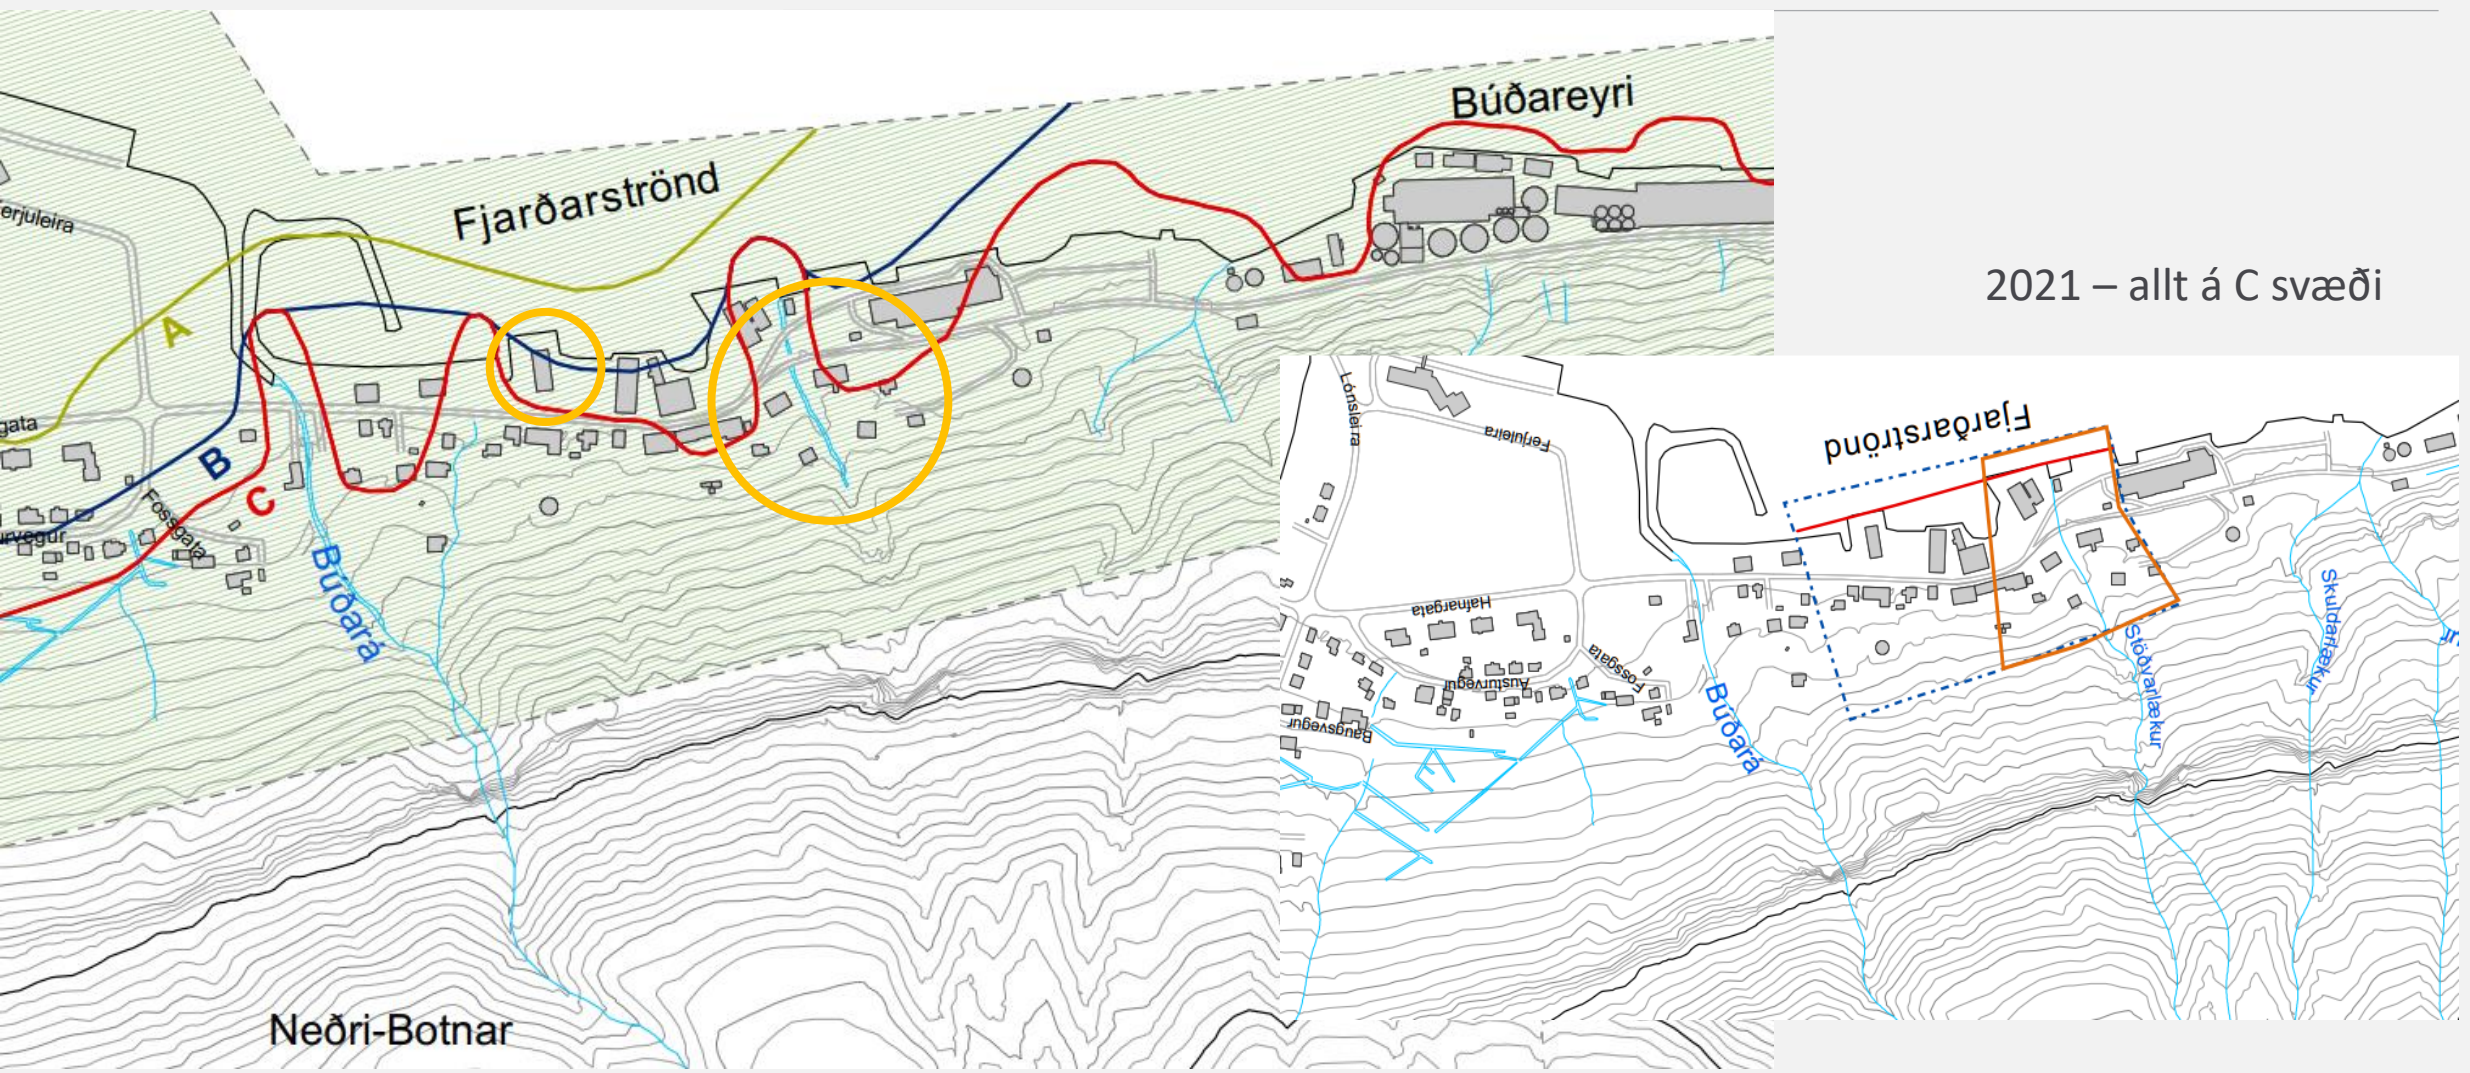 Búðareyri
Fjarðarströnd
erjuleira
A
2021 – allt á C svæði
gata
B
C
Fossgata
urvegur
Búðará
Neðri-Botnar
Fjarðarströnd
Lónsleira
Ferjuleira
Hafnargata
Fossgata
Austurvegur
Baugsvegur
Búðará
Stöðvarlækur
Skuldarlækur